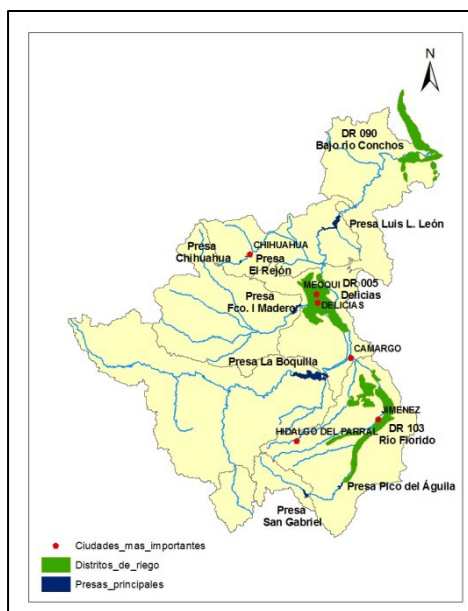 N
DR 090
Bajo río Conchos
Presa Luis L. León
Presa
Chihuahua
CHIHUAHUA
Presa
El Rejón
MEOQUI
DR 005
Delicias
DELICIAS
Presa
Fco. I Madero
CAMARGO
Presa La Boquilla
JIMENEZ
HIDALGO DEL PARRAL
DR 103
Río Florido
Presa Pico del Águila
Presa
San Gabriel
Ciudades_mas_importantes
Distritos_de_riego
Presas_principales